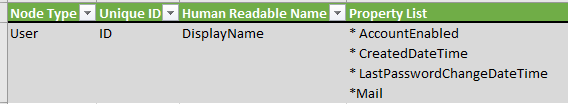 Node Type Unique ID Human Readable Name Property List
User ID DisplayName * AccountEnabled
* CreatedDateTime
* LastPasswordChangeDateTime
*Mail